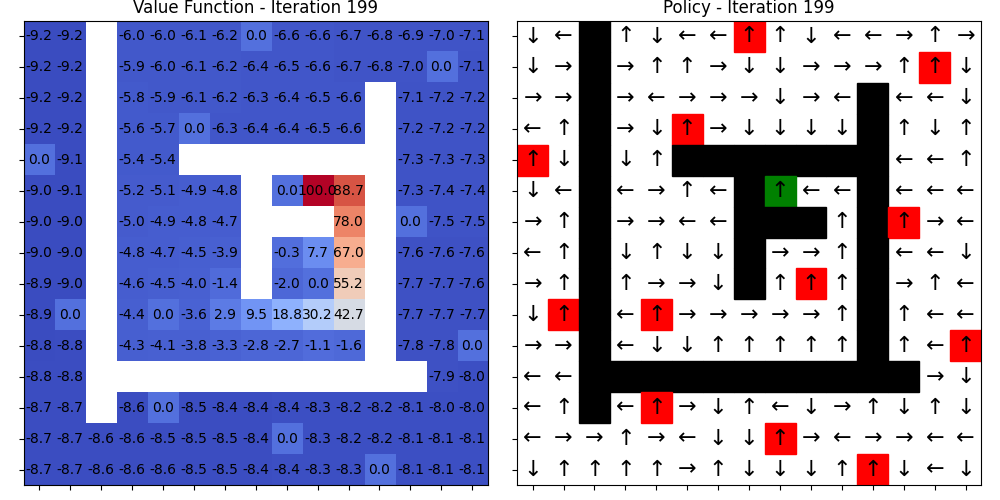 Value Function - Iteration 199
-9.2 -9.2 -6.0 -6.0 -6.1 -6.2 0.0 -6.6 -6.6 -6.7 -6.8 -6.9 -7.0 -7.1
-9.2 -9.2 -5.9 -6.0 -6.1 -6.2 -6.4 -6.5 -6.6 -6.7 -6.8 -7.0 0.0 -7.1
-9.2 -9.2 -5.8 -5.9 -6.1 -6.2 -6.3 -6.4 -6.5 -6.6 -7.1 -7.2 -7.2
-9.2 -9.2 -5.6 -5.7 0.0 -6.3 -6.4 -6.4 -6.5 -6.6 -7.2 -7.2 -7.2
0.0 -9.1 -5.4 -5.4 -7.3 -7.3 -7.3
-9.0 -9.1 -5.2 -5.1 -4.9 -4.8 0.0 100.0 88.7 -7.3 -7.4 -7.4
-9.0 -9.0 -5.0 -4.9 -4.8 -4.7 78.0 0.0 -7.5 -7.5
-9.0 -9.0 -4.8 -4.7 -4.5 -3.9 -0.3 7.7 67.0 -7.6 -7.6 -7.6
-8.9 -9.0 -4.6 -4.5 -4.0 -1.4 -2.0 0.0 55.2 -7.7 -7.7 -7.6
-8.9 0.0 -4.4 0.0 -3.6 2.9 9.5 18.8 30.2 42.7 -7.7 -7.7 -7.7
-8.8 -8.8 -4.3 -4.1 -3.8 -3.3 -2.8 -2.7 -1.1 -1.6 -7.8 -7.8 0.0
-8.8 -8.8 -7.9 -8.0
-8.7 -8.7 -8.6 0.0 -8.5 -8.4 -8.4 -8.4 -8.3 -8.2 -8.2 -8.1 -8.0 -8.0
-8.7 -8.7 -8.6 -8.6 -8.5 -8.5 -8.4 -8.4 0.0 -8.3 -8.2 -8.2 -8.1 -8.1 -8.1
-8.7 -8.7 -8.6 -8.6 -8.6 -8.5 -8.4 -8.4 -8.3 -8.3 -8.3 0.0 -8.1 -8.1 -8.1
Policy - Iteration 199
↓ ← ↑ ↓ ← ← ↑ ↑ ↓ ← ← ← → ↑ →
↓ → → ↑ ↑ → ↓ ↓ → → → ↑ ↑ ↓
→ → → ← → → → ↓ → ↓ ← ← ↓
← ↑ → ↓ ↑ → ↓ ↓ ↓ ↓ ↑ ↓ ↑
↑ ↓ ↓ ↑ ← ← ↑
↓ ← ← → ↑ ← ↑ ← ← ← ← ↓
→ ↑ → → ↓ ↓ ↑ ↑ → ←
← ↑ ↓ ↑ ↓ ↓ → → ↑ ← ← ↓
→ ↑ ↑ → → ↓ ↑ ↑ ↑ → ↑ ←
↓ ↑ ← ↑ → → → → → ↑ ↑ ← ←
→ → ← ↓ ↓ ↑ ↑ ↑ ↑ ↑ ↑ ← ↑
← ← → ↓
← ↑ ← ↑ → ↓ ↑ ← ↓ → ↑ ↓ ↑ ↓
← → → ↑ → ← ↓ ↓ ↑ → ← → ← → ←
↓ ↑ ↑ ↑ ↑ → ↑ ↓ ↓ ↓ ↑ ↑ ↓ ← ↓